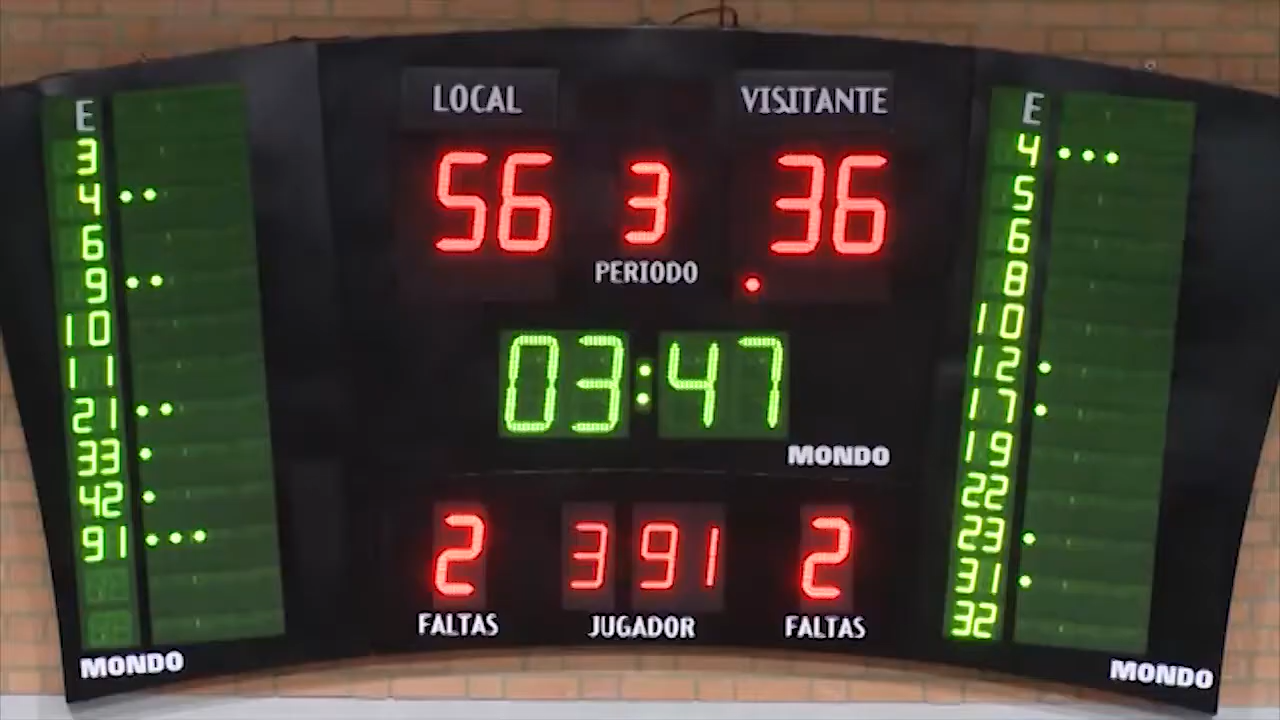 LOCAL VISITANTE
56 3 36
PERIODO
03:47
MONDO
2 3 91 2
FALTAS JUGADOR FALTAS
E
3
4
6
9
10
11
21
33
42
91
MONDO
E
4
5
6
8
10
12
17
19
22
23
31
32
MONDO